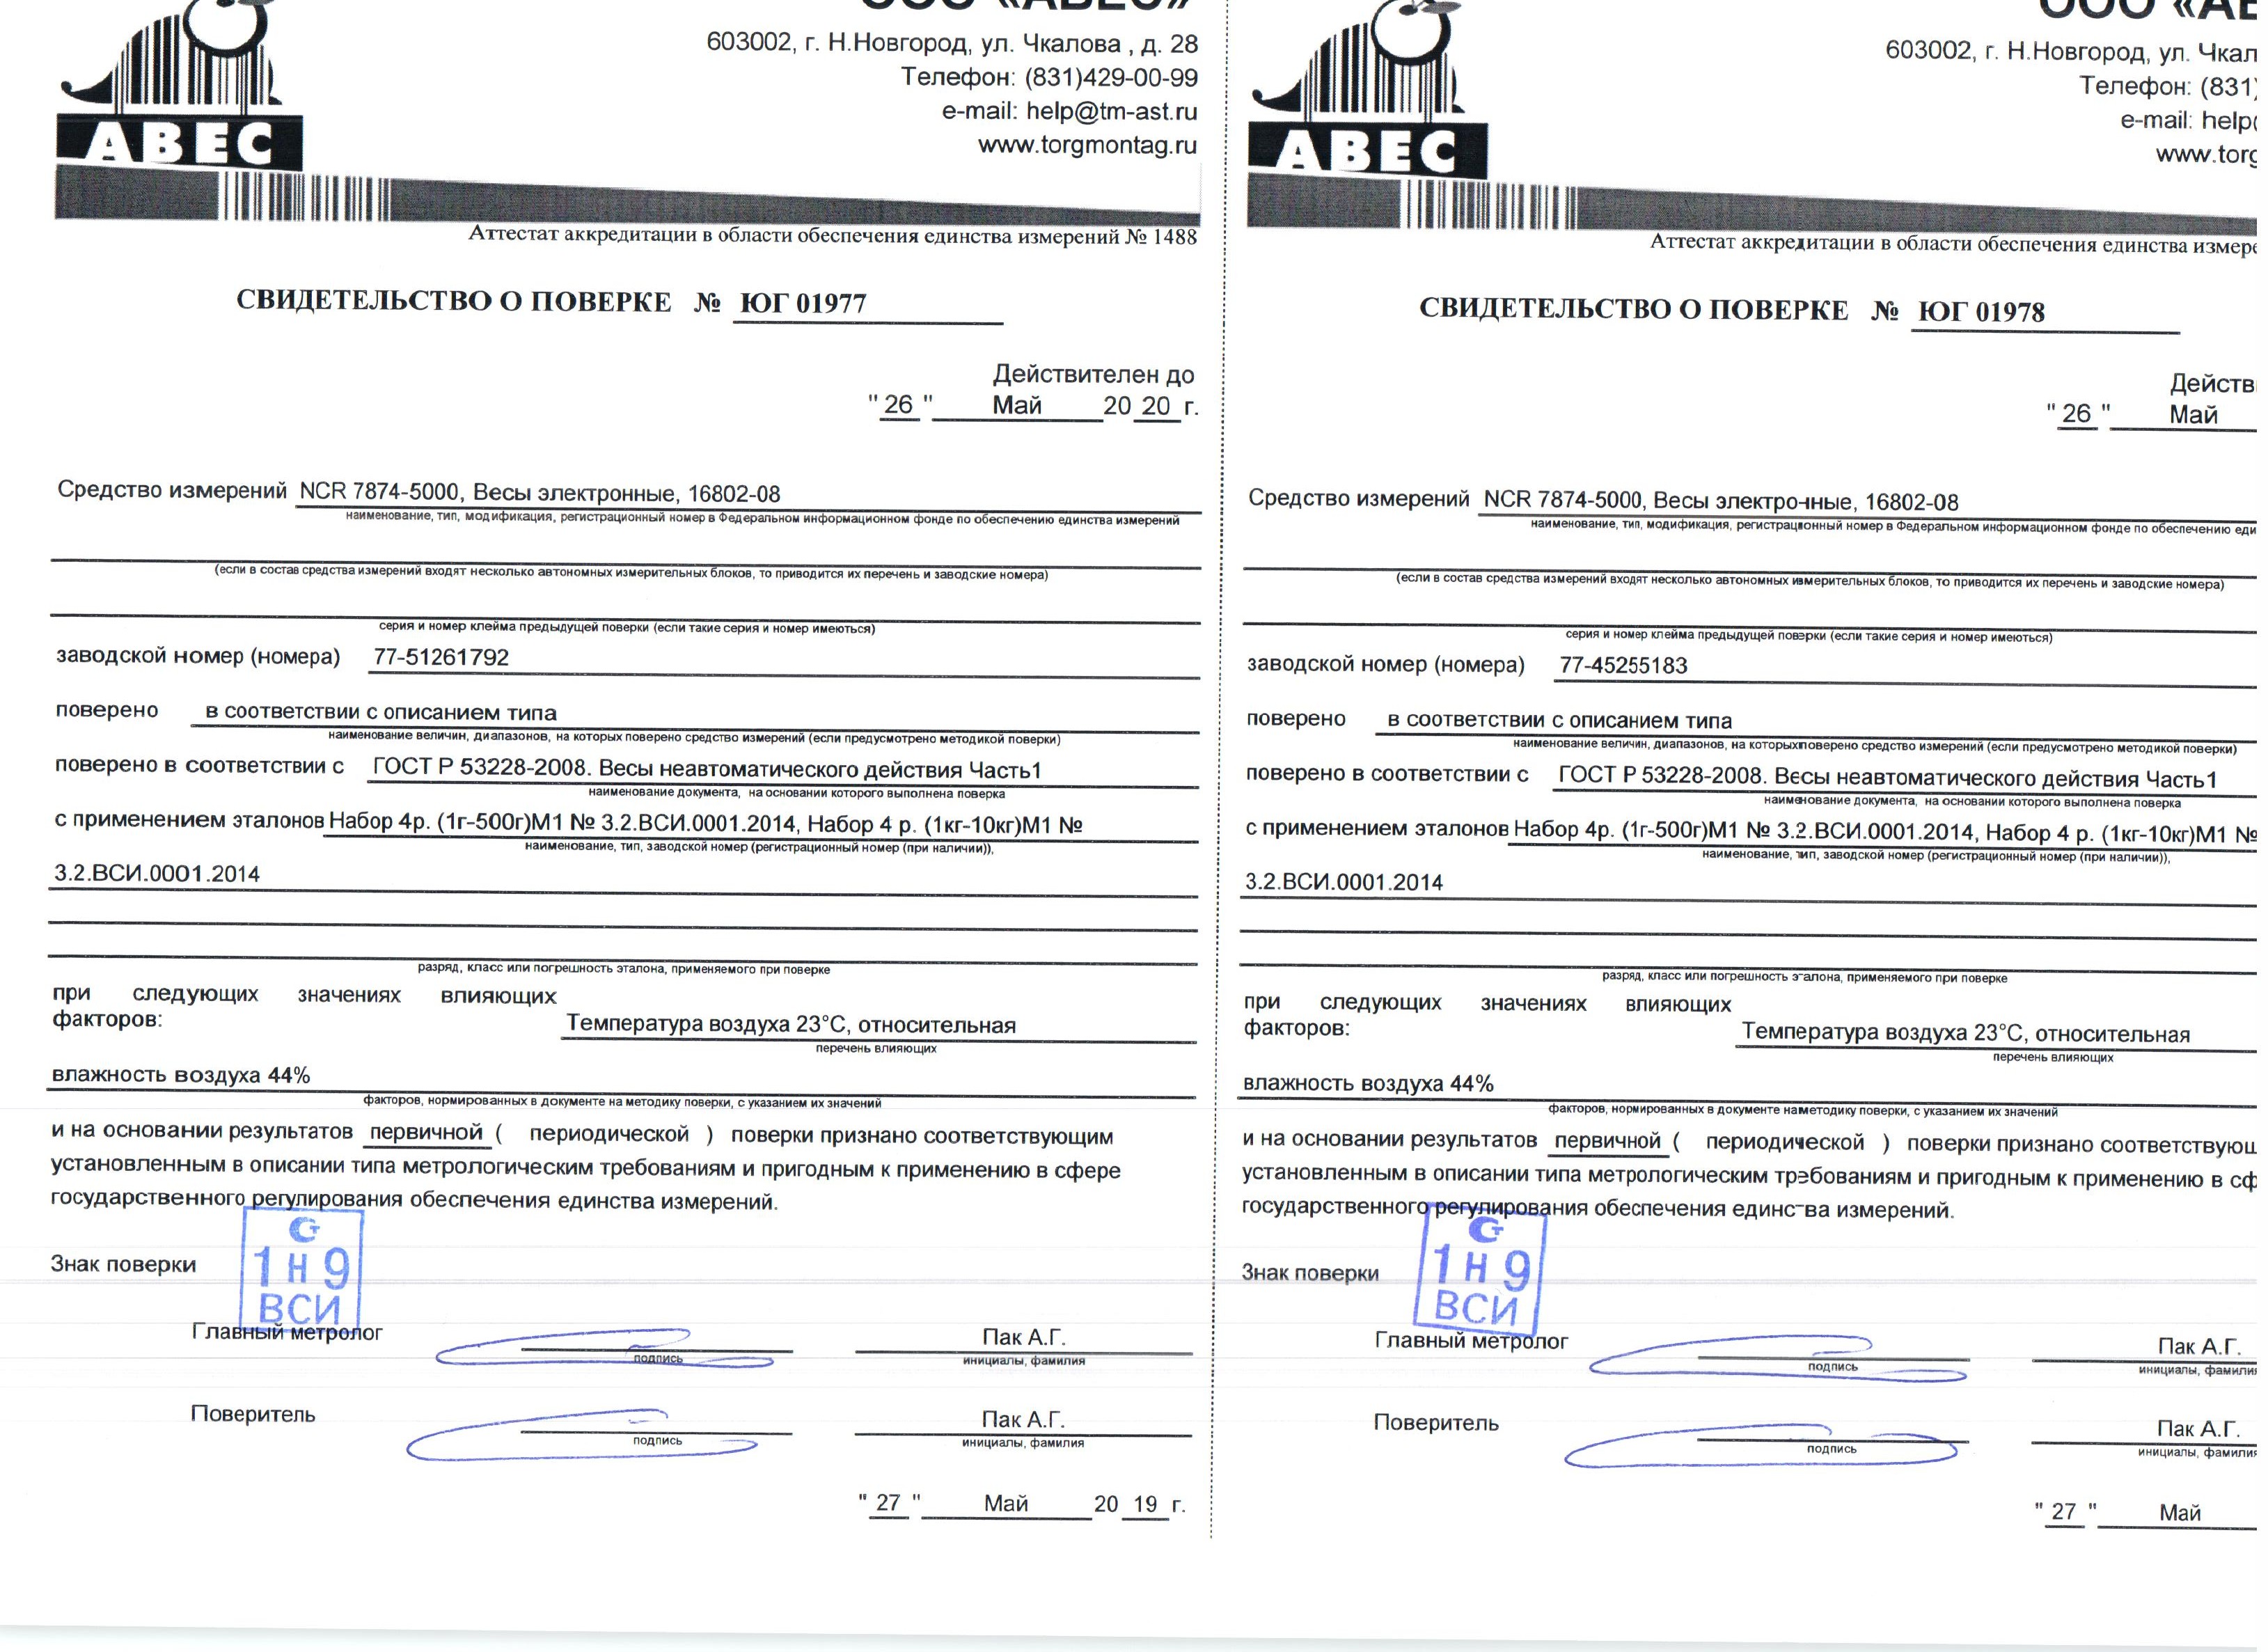 ООО «АВЕС»
603002, г. Н.Новгород, ул. Чкалова , д. 28
Телефон: (831)429-00-99
e-mail: help@tm-ast.ru
www.torgmontag.ru
АВЕС
Аттестат аккредитации в области обеспечения единства измерений № 1488
СВИДЕТЕЛЬСТВО О ПОВЕРКЕ № ЮГ 01977
Действителен до
" 26 " Май 20 20 г.
Средство измерений NCR 7874-5000, Весы электронные, 16802-08
наименование, тип, модификация, регистрационный номер в Федеральном информационном фонде по обеспечению единства измерений
(если в состав средства измерений входят несколько автономных измерительных блоков, то приводится их перечень и заводские номера)
серия и номер клейма предыдущей поверки (если такие серия и номер имеються)
заводской номер (номера) 77-51261792
поверено в соответствии с описанием типа
наименование величин, диапазонов, на которых поверено средство измерений (если предусмотрено методикой поверки)
поверено в соответствии с ГОСТ Р 53228-2008. Весы неавтоматического действия Часть1
наименование документа, на основании которого выполнена поверка
с применением эталонов Набор 4р. (1г-500г)М1 № 3.2.ВСИ.0001.2014, Набор 4 р. (1кг-10кг)М1 №
наименование, тип, заводской номер (регистрационный номер (при наличии)),
3.2.ВСИ.0001.2014
разряд, класс или погрешность эталона, применяемого при поверке
при следующих значениях влияющих
факторов: Температура воздуха 23°С, относительная
перечень влияющих
влажность воздуха 44%
факторов, нормированных в документе на методику поверки, с указанием их значений
и на основании результатов первичной ( периодической ) поверки признано соответствующим
установленным в описании типа метрологическим требованиям и пригодным к применению в сфере
государственного регулирования обеспечения единства измерений.
Знак поверки
1 Н 9
ВСИ
Главный метролог Пак А.Г.
подпись инициалы, фамилия
Поверитель Пак А.Г.
подпись инициалы, фамилия
" 27 " Май 20 19 г.
ООО «АВ
603002, г. Н.Новгород, ул. Чкал
Телефон: (831)
e-mail: help@
www.torg
АВЕС
Аттестат аккредитации в области обеспечения единства измере
СВИДЕТЕЛЬСТВО О ПОВЕРКЕ № ЮГ 01978
Действ
" 26 " Май
Средство измерений NCR 7874-5000, Весы электронные, 16802-08
наименование, тип, модификация, регистрационный номер в Федеральном информационном фонде по обеспечению еди
(если в состав средства измерений входят несколько автономных измерительных блоков, то приводится их перечень и заводские номера)
серия и номер клейма предыдущей поверки (если такие серия и номер имеються)
заводской номер (номера) 77-45255183
поверено в соответствии с описанием типа
наименование величин, диапазонов, на которых поверено средство измерений (если предусмотрено методикой поверки)
поверено в соответствии с ГОСТ Р 53228-2008. Весы неавтоматического действия Часть1
наименование документа, на основании которого выполнена поверка
с применением эталонов Набор 4р. (1г-500г)М1 № 3.2.ВСИ.0001.2014, Набор 4 р. (1кг-10кг)М1 №
наименование, тип, заводской номер (регистрационный номер (при наличии)),
3.2.ВСИ.0001.2014
разряд, класс или погрешность эталона, применяемого при поверке
при следующих значениях влияющих
факторов: Температура воздуха 23°С, относительная
перечень влияющих
влажность воздуха 44%
факторов, нормированных в документе на методику поверки, с указанием их значений
и на основании результатов первичной ( периодической ) поверки признано соответствующ
установленным в описании типа метрологическим требованиям и пригодным к применению в сф
государственного регулирования обеспечения единства измерений.
Знак поверки
1 Н 9
ВСИ
Главный метролог Пак А.Г.
подпись инициалы, фамилия
Поверитель Пак А.Г.
подпись инициалы, фамилия
" 27 " Май